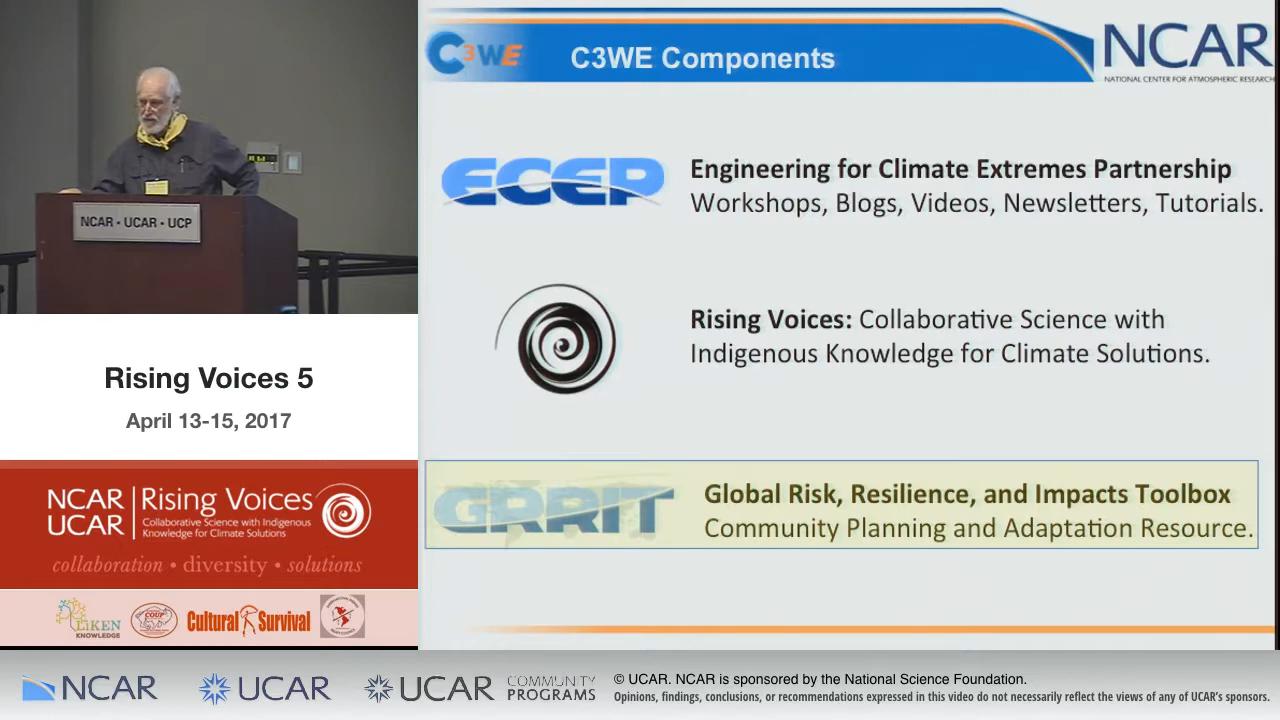 C3WE
C3WE Components
NCAR
NATIONAL CENTER FOR ATMOSPHERIC RESEARCH
ECEP
Engineering for Climate Extremes Partnership
Workshops, Blogs, Videos, Newsletters, Tutorials.
Rising Voices: Collaborative Science with
Indigenous Knowledge for Climate Solutions.
GRRIT
Global Risk, Resilience, and Impacts Toolbox
Community Planning and Adaptation Resource.
NCAR • UCAR • UCP
Rising Voices 5
April 13-15, 2017
NCAR
UCAR
Rising Voices
Collaborative Science with Indigenous
Knowledge for Climate Solutions
collaboration • diversity • solutions
LiKEN
KNOWLEDGE
COUP
Cultural Survival
NCAR
UCAR
UCAR
COMMUNITY
PROGRAMS
© UCAR. NCAR is sponsored by the National Science Foundation.
Opinions, findings, conclusions, or recommendations expressed in this video do not necessarily reflect the views of any of UCAR's sponsors.